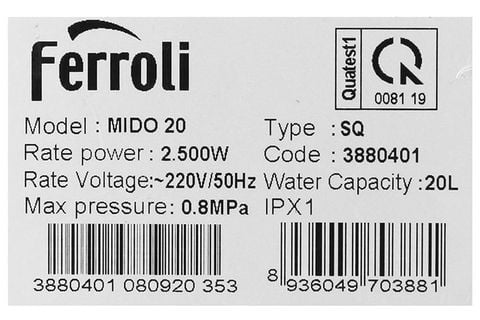 Ferroli
Quatest1
0081 19
Model : MIDO 20
Type : SQ
Rate power : 2.500W
Code : 3880401
Rate Voltage:~220V/50Hz
Water Capacity :20L
Max pressure: 0.8MPa
IPX1
3880401 080920 353
8 936049 703881